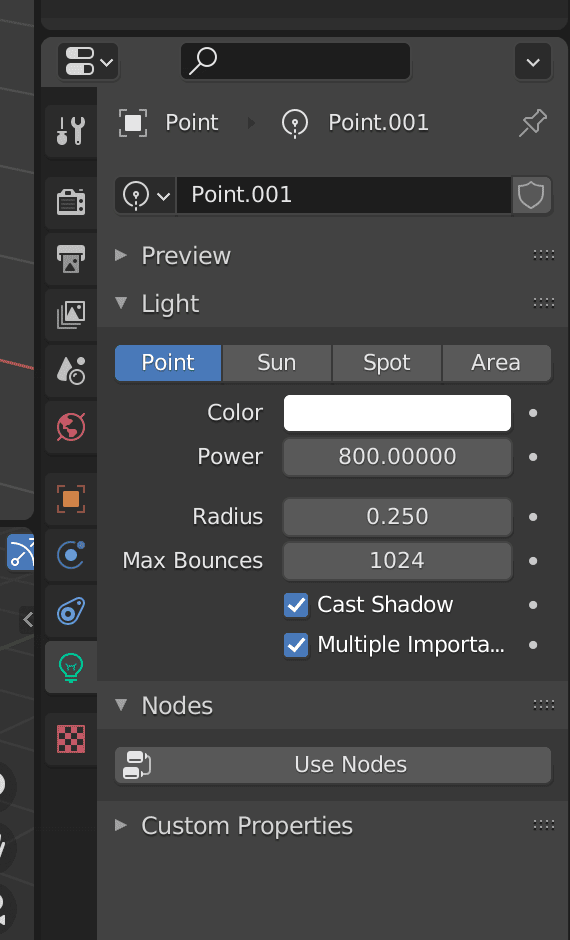 Point Point.001
Point.001
Preview
Light
Point Sun Spot Area
Color
Power 800.00000
Radius 0.250
Max Bounces 1024
Cast Shadow
Multiple Importa...
Nodes
Use Nodes
Custom Properties